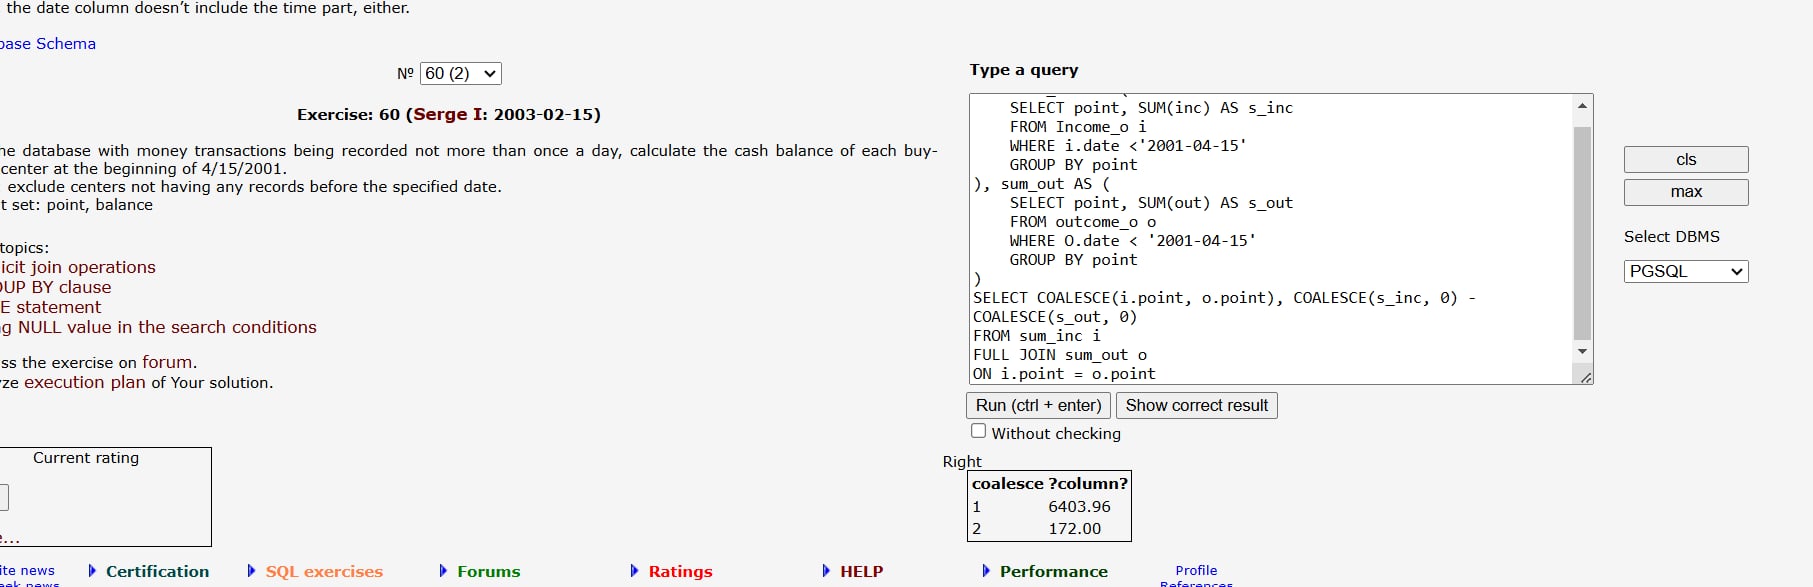 the date column doesn’t include the time part, either.
base Schema
Nº 60 (2)
Exercise: 60 (Serge I: 2003-02-15)
he database with money transactions being recorded not more than once a day, calculate the cash balance of each buy-
center at the beginning of 4/15/2001.
exclude centers not having any records before the specified date.
t set: point, balance
topics:
icit join operations
OUP BY clause
E statement
g NULL value in the search conditions
ss the exercise on forum.
ze execution plan of Your solution.
Current rating
e...
Type a query
SELECT point, SUM(inc) AS s_inc
FROM Income_o i
WHERE i.date <'2001-04-15'
GROUP BY point
), sum_out AS (
SELECT point, SUM(out) AS s_out
FROM outcome_o o
WHERE O.date < '2001-04-15'
GROUP BY point
)
SELECT COALESCE(i.point, o.point), COALESCE(s_inc, 0) -
COALESCE(s_out, 0)
FROM sum_inc i
FULL JOIN sum_out o
ON i.point = o.point
cls
max
Select DBMS
PGSQL
Run (ctrl + enter) Show correct result
Without checking
Right
coalesce ?column?
1 6403.96
2 172.00
ite news
eek news
Certification
SQL exercises
Forums
Ratings
HELP
Performance
Profile
References